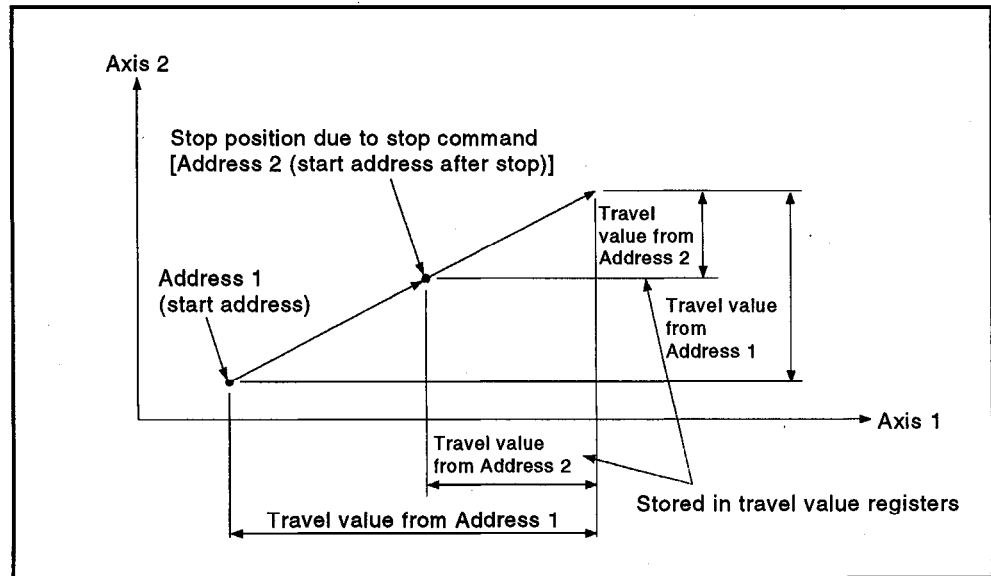 Axis 2
Stop position due to stop command
[Address 2 (start address after stop)]
Travel
value from
Address 2
Address 1
(start address)
Travel value
from
Address 1
Axis 1
Travel value
from Address 2
Stored in travel value registers
Travel value from Address 1